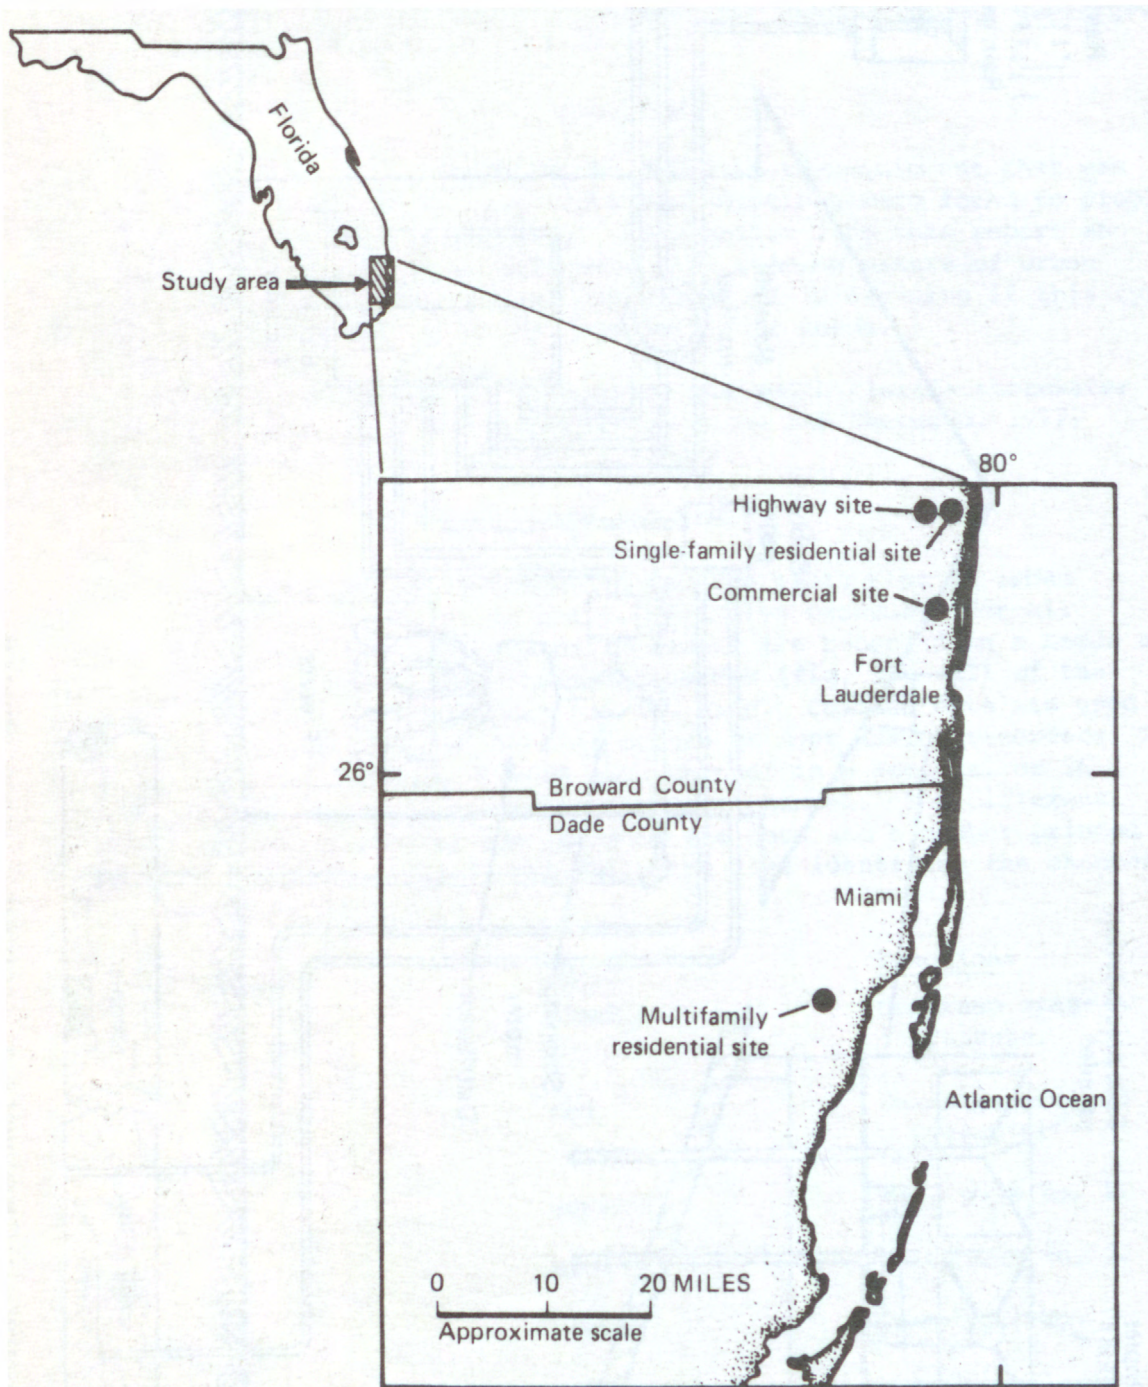 Florida
Study area
80°
Highway site
Single-family residential site
Commercial site
Fort
Lauderdale
26°
Broward County
Dade County
Miami
Multifamily
residential site
Atlantic Ocean
0 10 20 MILES
Approximate scale